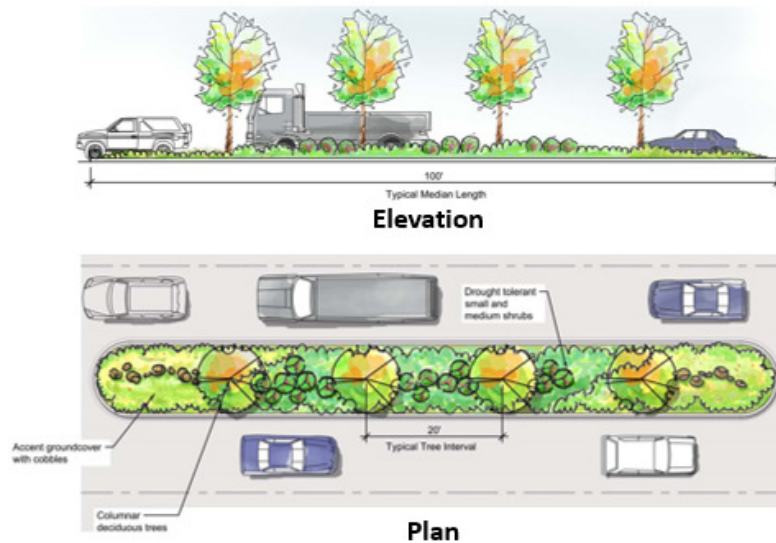 100'
Typical Median Length
Elevation
Drought tolerant
small and
medium shrubs
20'
Typical Tree Interval
Accent groundcover
with cobbles
Columnar
deciduous trees
Plan